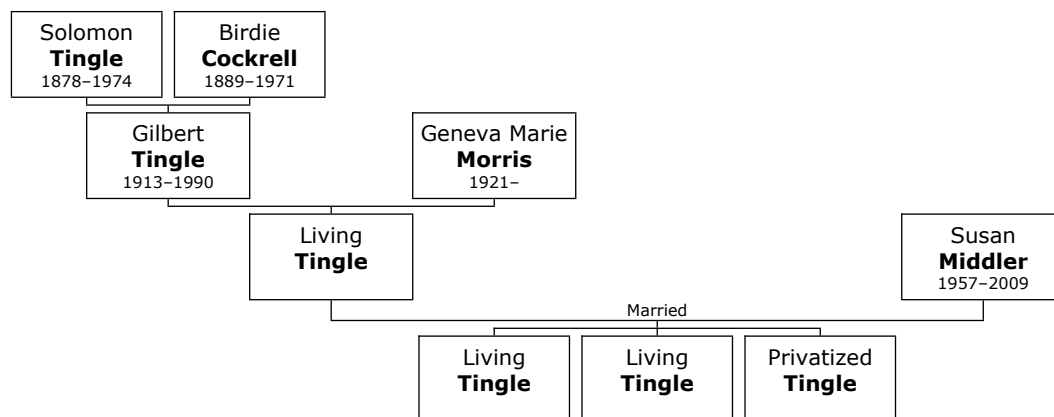 Solomon
Tingle
1878–1974
Birdie
Cockrell
1889–1971
Gilbert
Tingle
1913–1990
Geneva Marie
Morris
1921–
Living
Tingle
Susan
Middler
1957–2009
Married
Living
Tingle
Living
Tingle
Privatized
Tingle